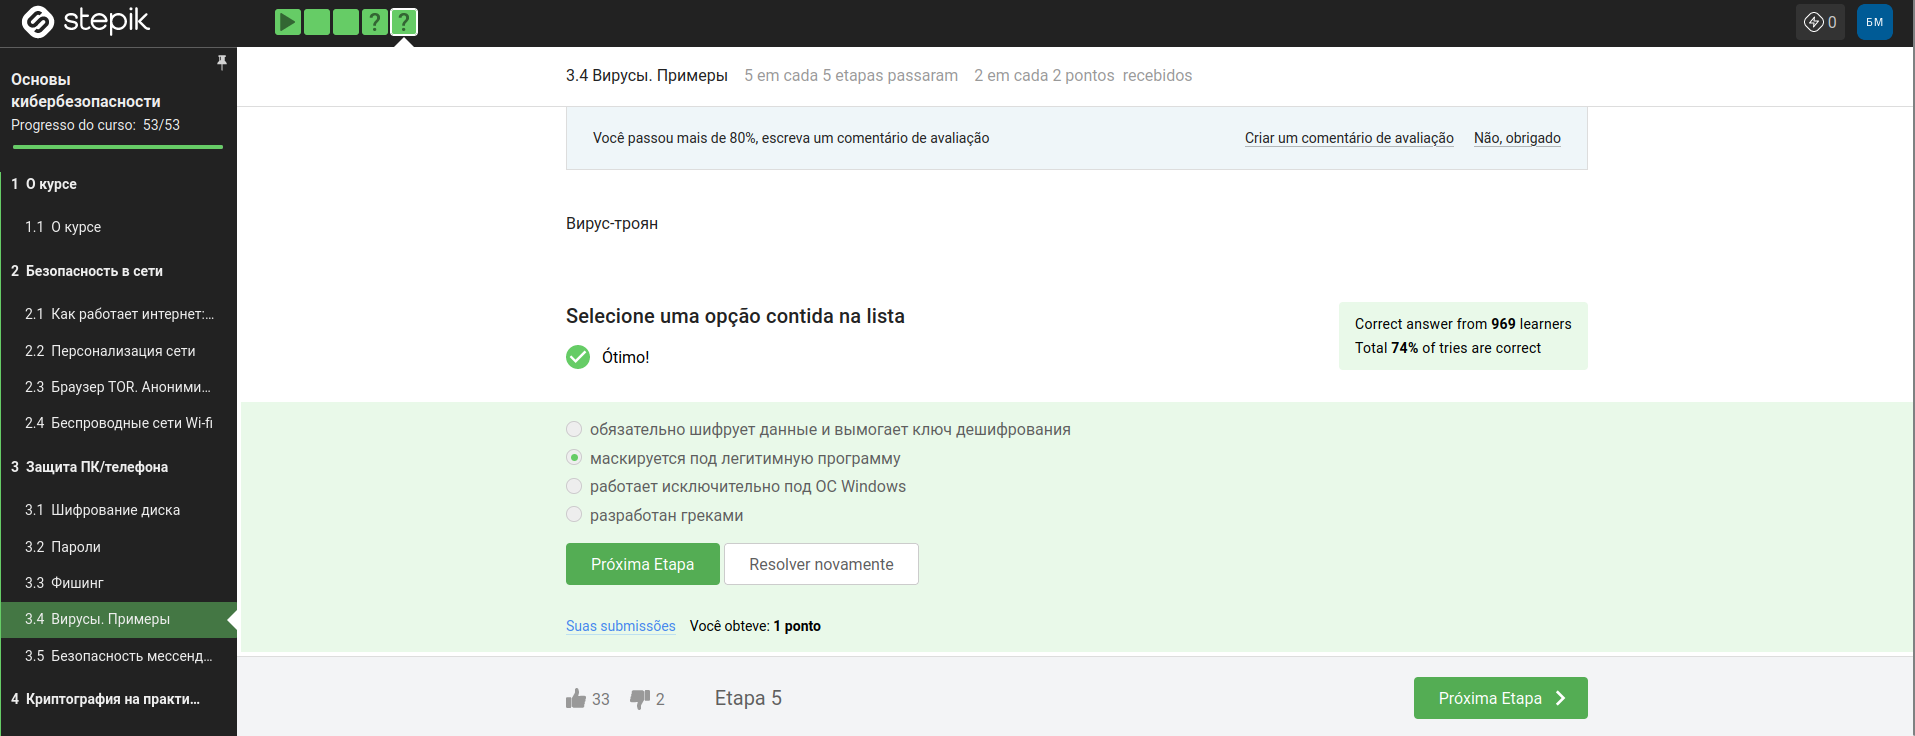 stepik
? ?
0
БМ
Основы
кибербезопасности
Progresso do curso: 53/53
1 О курсе
1.1 О курсе
2 Безопасность в сети
2.1 Как работает интернет:...
2.2 Персонализация сети
2.3 Браузер TOR. Аноними...
2.4 Беспроводные сети Wi-fi
3 Защита ПК/телефона
3.1 Шифрование диска
3.2 Пароли
3.3 Фишинг
3.4 Вирусы. Примеры
3.5 Безопасность мессенд...
4 Криптография на практи...
3.4 Вирусы. Примеры 5 em cada 5 etapas passaram 2 em cada 2 pontos recebidos
Você passou mais de 80%, escreva um comentário de avaliação Criar um comentário de avaliação Não, obrigado
Вирус-троян
Selecione uma opção contida na lista
Ótimo!
Correct answer from 969 learners
Total 74% of tries are correct
обязательно шифрует данные и вымогает ключ дешифрования
маскируется под легитимную программу
работает исключительно под ОС Windows
разработан греками
Próxima Etapa Resolver novamente
Suas submissões Você obteve: 1 ponto
33 2 Etapa 5 Próxima Etapa